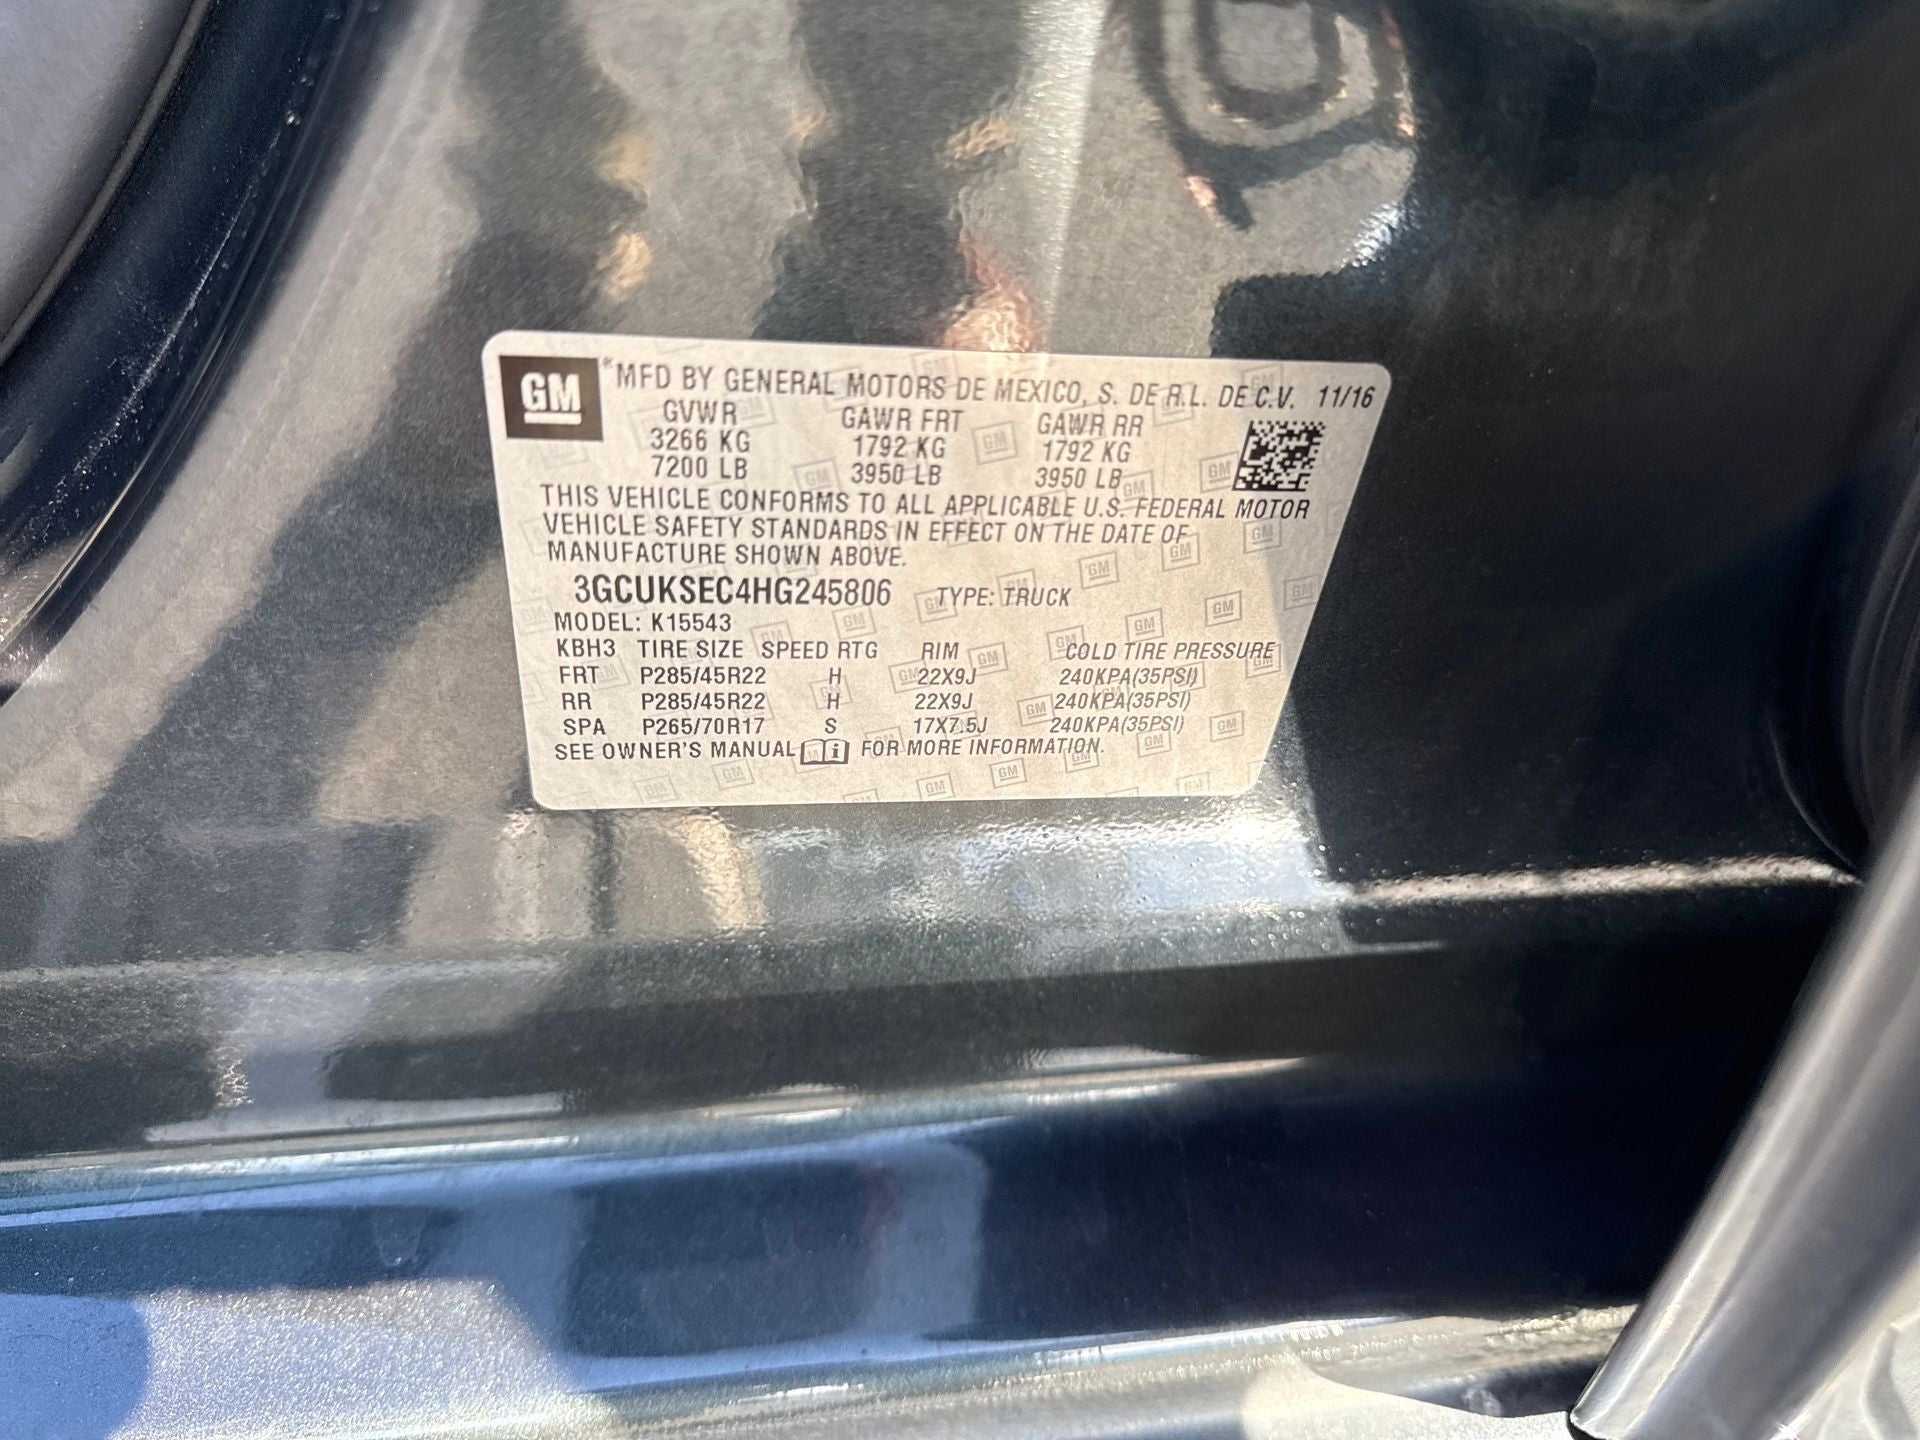 GM *MFD BY GENERAL MOTORS DE MEXICO, S. DE R.L. DE C.V. 11/16
GVWR GAWR FRT GAWR RR
3266 KG 1792 KG 1792 KG
7200 LB 3950 LB 3950 LB
THIS VEHICLE CONFORMS TO ALL APPLICABLE U.S. FEDERAL MOTOR
VEHICLE SAFETY STANDARDS IN EFFECT ON THE DATE OF
MANUFACTURE SHOWN ABOVE.
3GCUKSEC4HG245806 TYPE: TRUCK
MODEL: K15543
KBH3 TIRE SIZE SPEED RTG RIM COLD TIRE PRESSURE
FRT P285/45R22 H 22X9J 240KPA(35PSI)
RR P285/45R22 H 22X9J 240KPA(35PSI)
SPA P265/70R17 S 17X7.5J 240KPA(35PSI)
SEE OWNER'S MANUAL i FOR MORE INFORMATION.